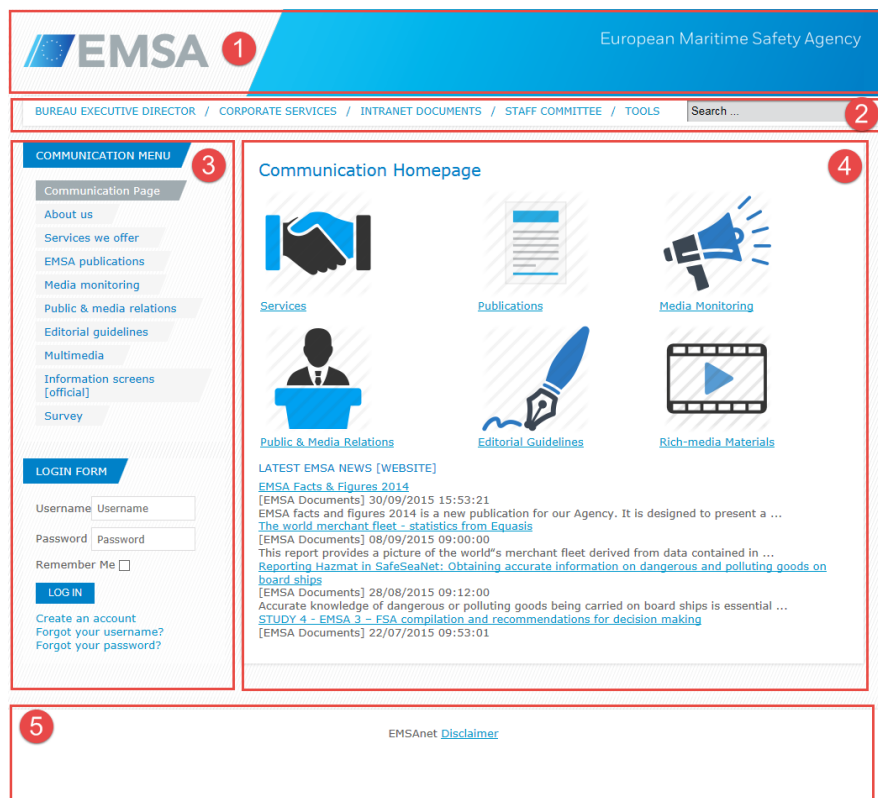 EMSA
1
European Maritime Safety Agency
BUREAU EXECUTIVE DIRECTOR / CORPORATE SERVICES / INTRANET DOCUMENTS / STAFF COMMITTEE / TOOLS
Search ...
2
COMMUNICATION MENU
3
Communication Page
About us
Services we offer
EMSA publications
Media monitoring
Public & media relations
Editorial guidelines
Multimedia
Information screens
[official]
Survey
LOGIN FORM
Username Username
Password Password
Remember Me
LOG IN
Create an account
Forgot your username?
Forgot your password?
4
Communication Homepage
Services
Publications
Media Monitoring
Public & Media Relations
Editorial Guidelines
Rich-media Materials
LATEST EMSA NEWS [WEBSITE]
EMSA Facts & Figures 2014
[EMSA Documents] 30/09/2015 15:53:21
EMSA facts and figures 2014 is a new publication for our Agency. It is designed to present a ...
The world merchant fleet - statistics from Equasis
[EMSA Documents] 08/09/2015 09:00:00
This report provides a picture of the world"s merchant fleet derived from data contained in ...
Reporting Hazmat in SafeSeaNet: Obtaining accurate information on dangerous and polluting goods on
board ships
[EMSA Documents] 28/08/2015 09:12:00
Accurate knowledge of dangerous or polluting goods being carried on board ships is essential ...
STUDY 4 - EMSA 3 – FSA compilation and recommendations for decision making
[EMSA Documents] 22/07/2015 09:53:01
5
EMSAnet Disclaimer